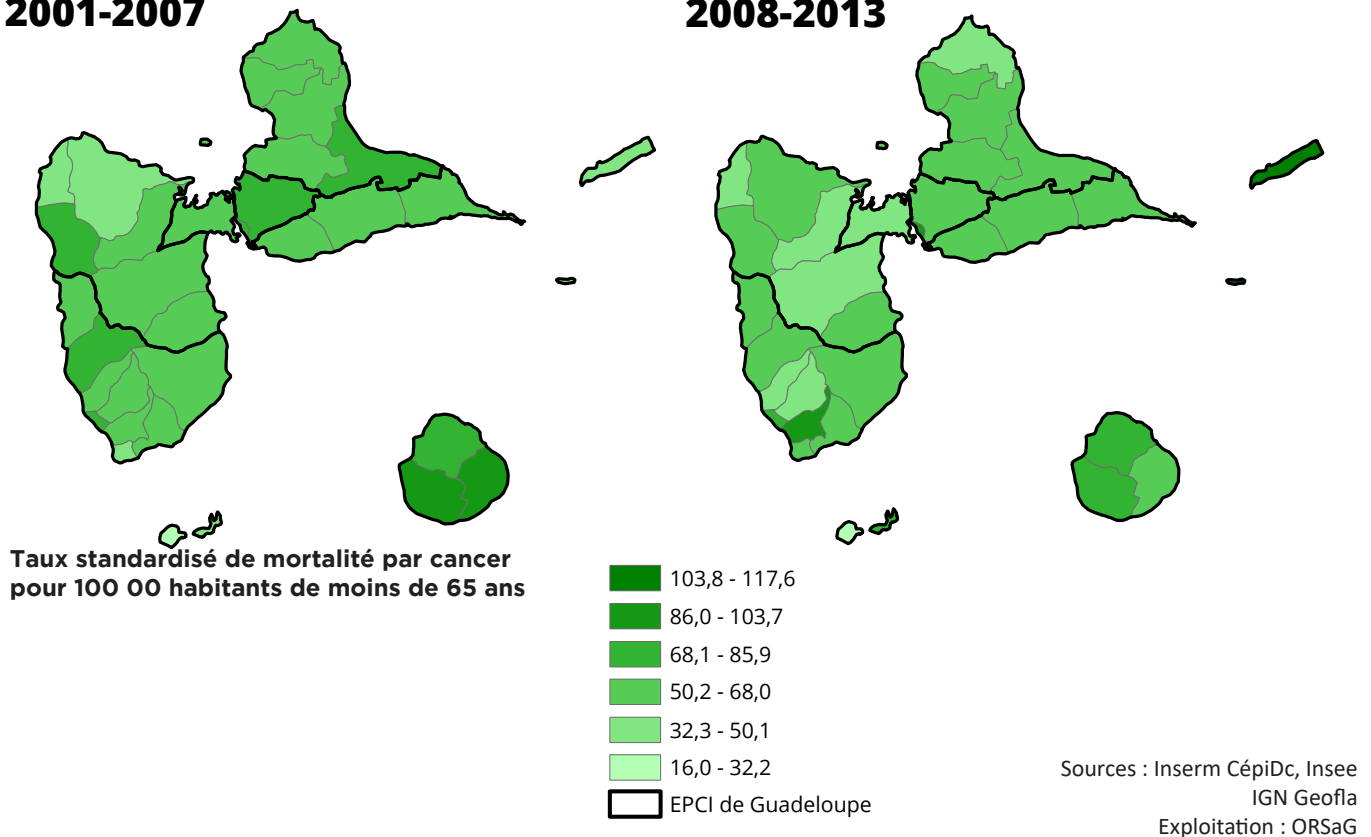 2001-2007
2008-2013
Taux standardisé de mortalité par cancer
pour 100 00 habitants de moins de 65 ans
103,8 - 117,6
86,0 - 103,7
68,1 - 85,9
50,2 - 68,0
32,3 - 50,1
16,0 - 32,2
EPCI de Guadeloupe
Sources : Inserm CépiDc, Insee
IGN Geofla
Exploitation : ORSaG